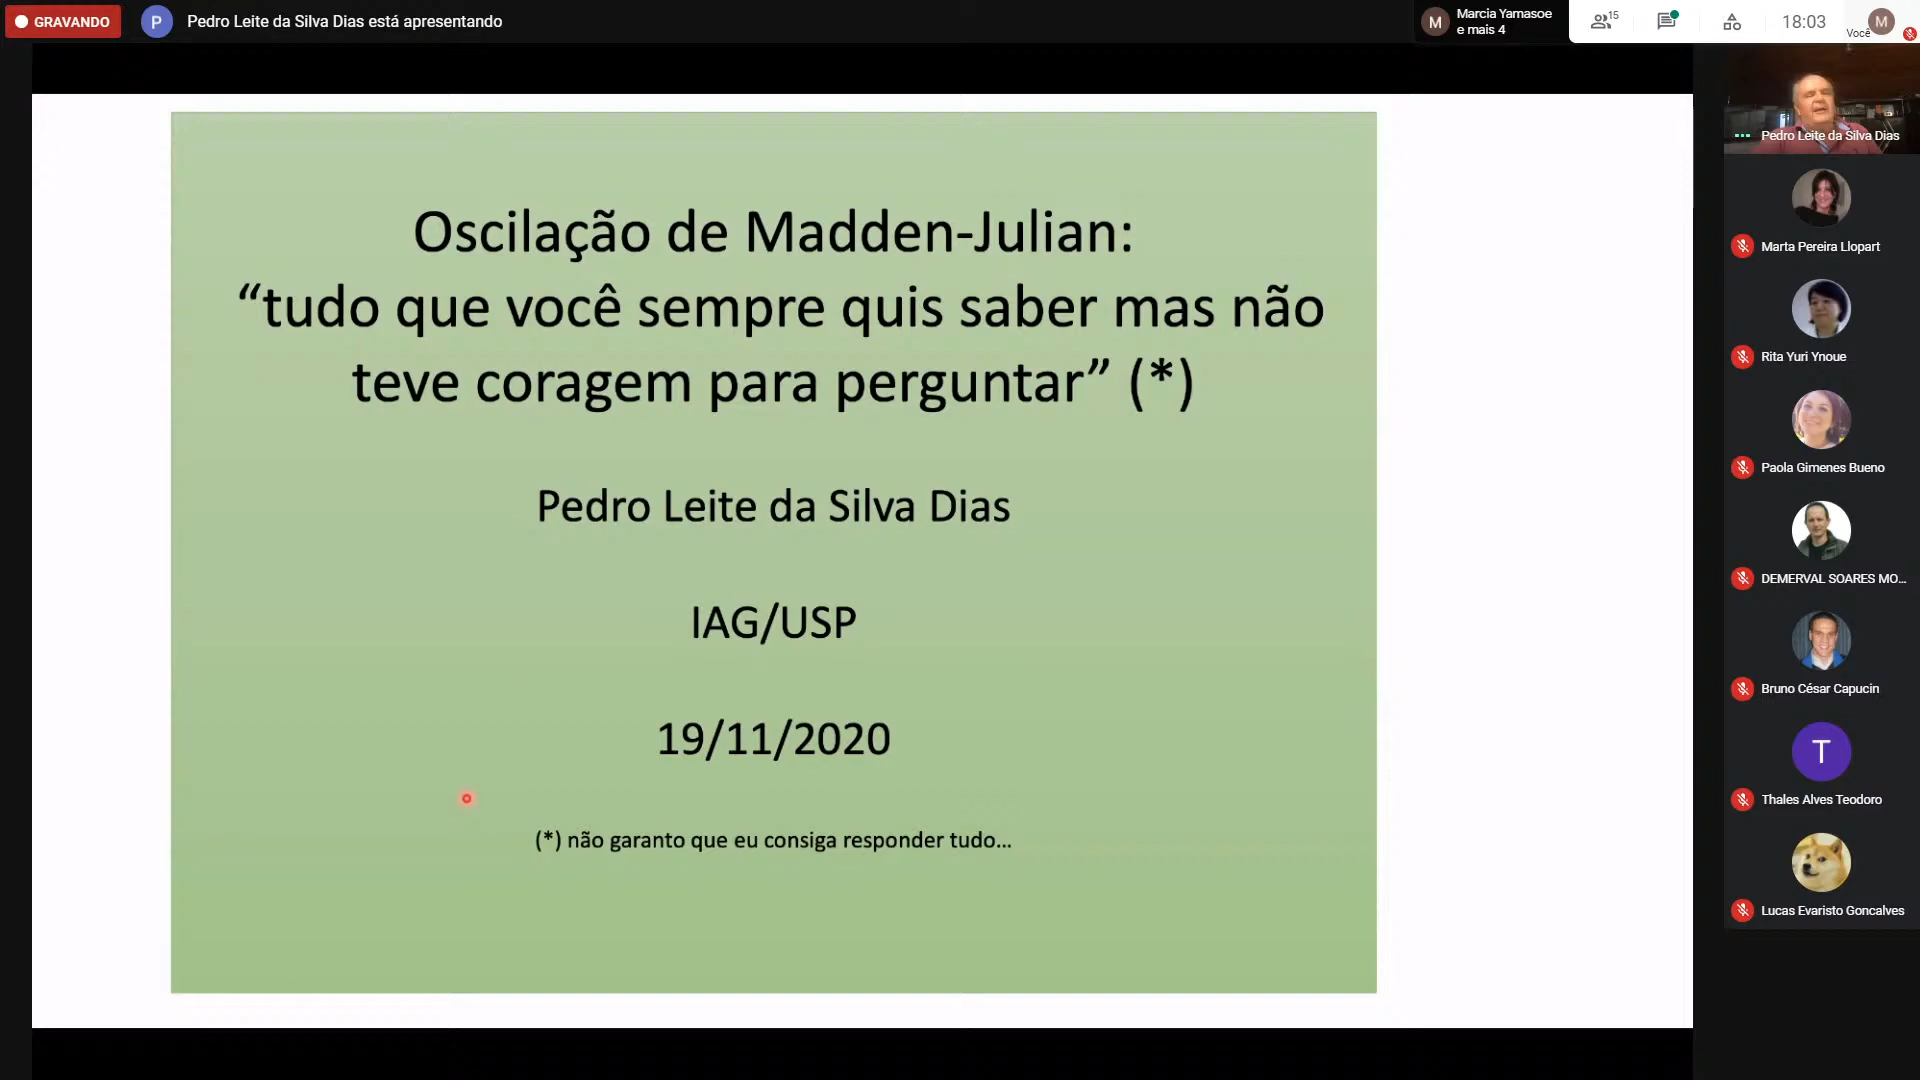 GRAVANDO
P
Pedro Leite da Silva Dias está apresentando
M
Marcia Yamasoe
e mais 4
15
18:03
Você
M
Oscilação de Madden-Julian:
“tudo que você sempre quis saber mas não
teve coragem para perguntar” (*)
Pedro Leite da Silva Dias
IAG/USP
19/11/2020
(*) não garanto que eu consiga responder tudo...
Pedro Leite da Silva Dias
Marta Pereira Llopart
Rita Yuri Ynoue
Paola Gimenes Bueno
DEMERVAL SOARES MO...
Bruno César Capucin
T
Thales Alves Teodoro
Lucas Evaristo Goncalves